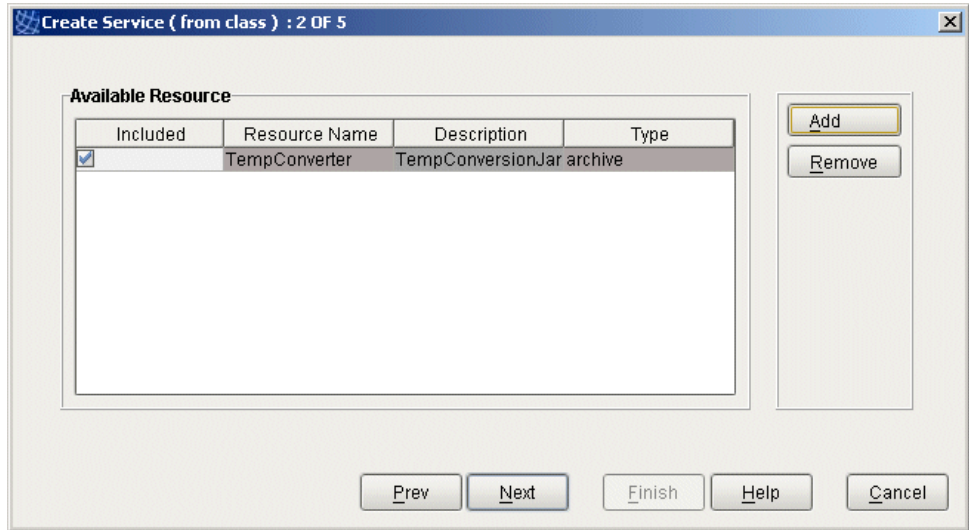 Create Service ( from class ) : 2 OF 5
Available Resource
Included Resource Name Description Type
TempConverter TempConversionJar archive
Add
Remove
Prev Next Finish Help Cancel